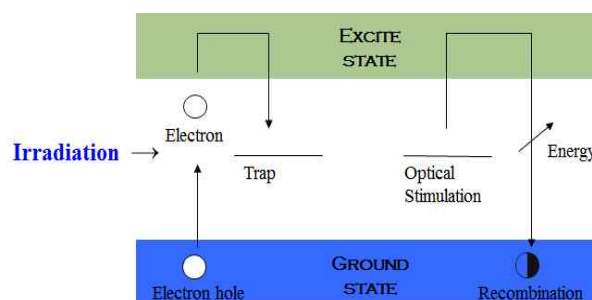 EXCITE
STATE
Electron
Irradiation
Trap
Optical
Stimulation
Energy
GROUND
STATE
Electron hole
Recombination